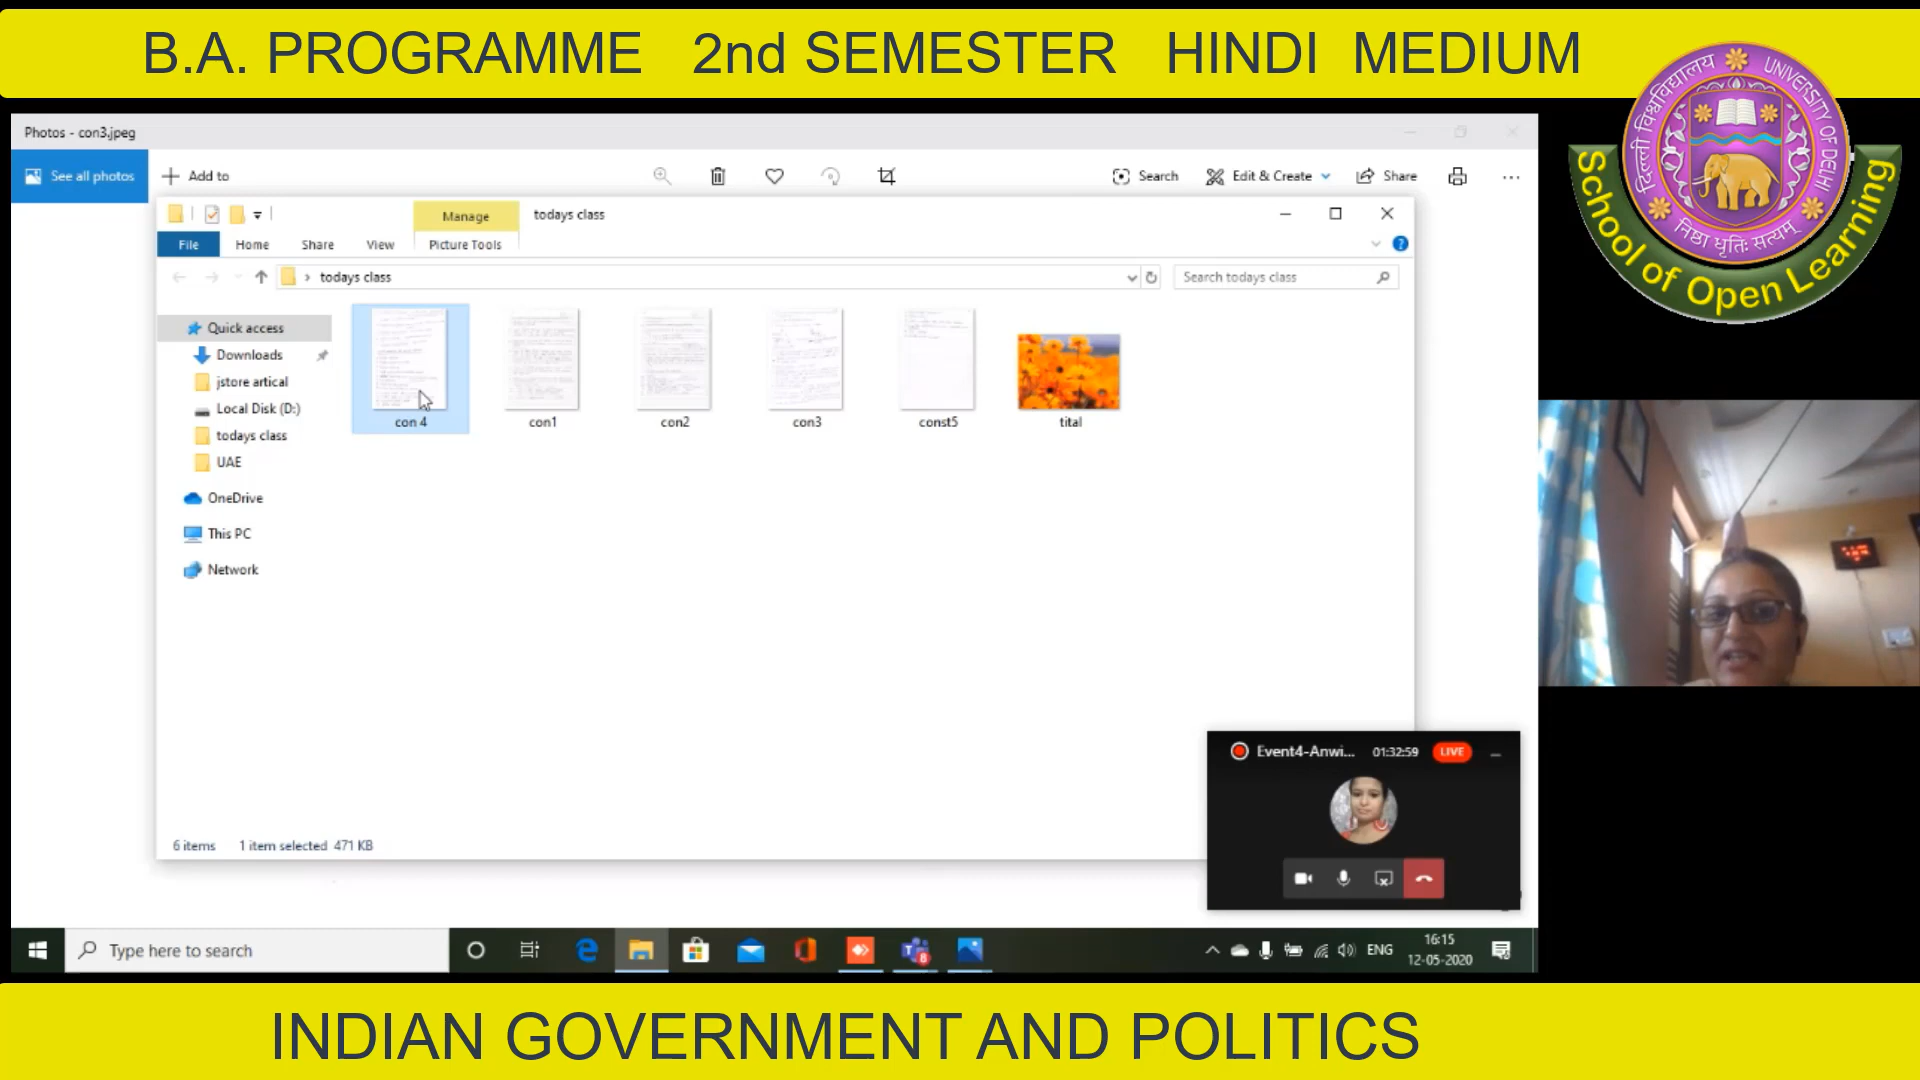 B.A. PROGRAMME 2nd SEMESTER HINDI MEDIUM
दिल्ली विश्वविद्यालय
UNIVERSITY OF DELHI
निष्ठा धृतिः सत्यम्
School of Open Learning
Photos - con3.jpeg
See all photos
Add to
Search
Edit & Create
Share
Manage
todays class
File
Home
Share
View
Picture Tools
todays class
Search todays class
Quick access
Downloads
jstore artical
Local Disk (D:)
todays class
UAE
OneDrive
This PC
Network
con 4
con1
con2
con3
const5
tital
6 items
1 item selected 471 KB
Event4-Anwi...
01:32:59
LIVE
Type here to search
ENG
16:15
12-05-2020
INDIAN GOVERNMENT AND POLITICS